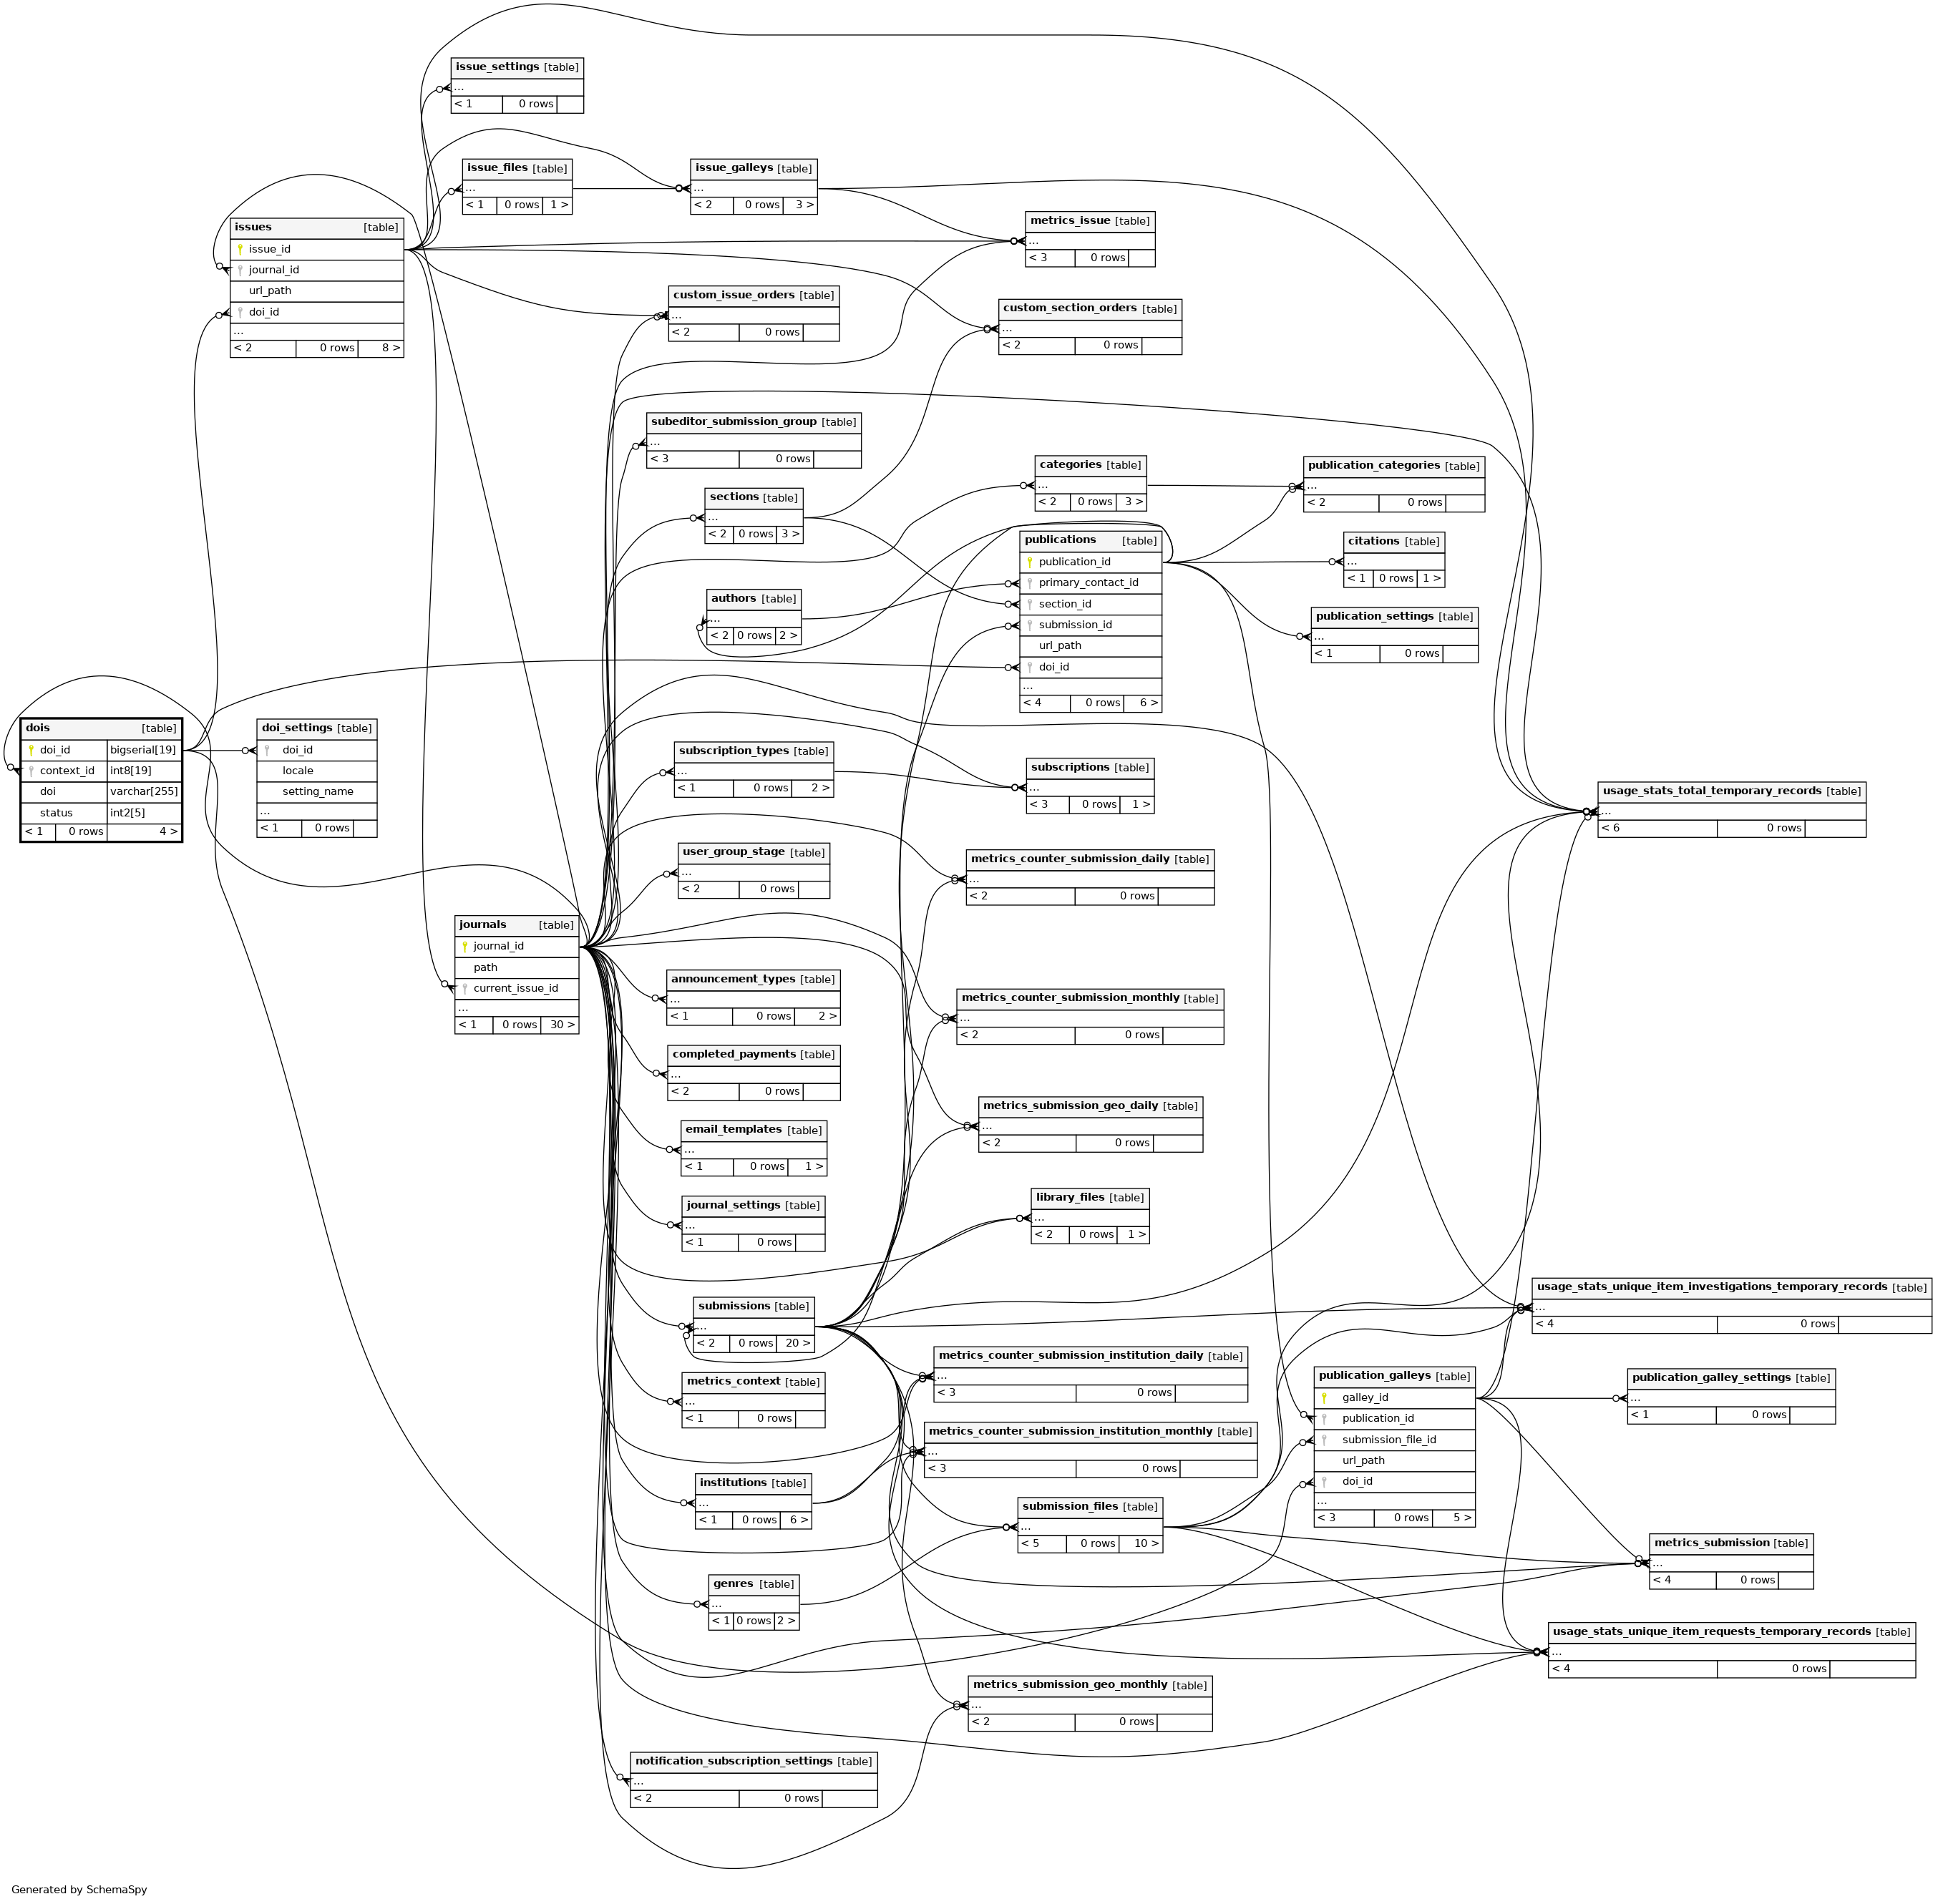 issue_settings [table]
...
< 1 0 rows
issue_files [table]
...
< 1 0 rows 1 >
issue_galleys [table]
...
< 2 0 rows 3 >
issues [table]
issue_id
journal_id
url_path
doi_id
...
< 2 0 rows 8 >
metrics_issue [table]
...
< 3 0 rows
custom_issue_orders [table]
...
< 2 0 rows
custom_section_orders [table]
...
< 2 0 rows
subeditor_submission_group [table]
...
< 3 0 rows
sections [table]
...
< 2 0 rows 3 >
categories [table]
...
< 2 0 rows 3 >
publication_categories [table]
...
< 2 0 rows
publications [table]
publication_id
primary_contact_id
section_id
submission_id
url_path
doi_id
...
< 4 0 rows 6 >
citations [table]
...
< 1 0 rows 1 >
authors [table]
...
< 2 0 rows 2 >
publication_settings [table]
...
< 1 0 rows
dois [table]
doi_id bigserial[19]
context_id int8[19]
doi varchar[255]
status int2[5]
< 1 0 rows 4 >
doi_settings [table]
doi_id
locale
setting_name
...
< 1 0 rows
subscription_types [table]
...
< 1 0 rows 2 >
subscriptions [table]
...
< 3 0 rows 1 >
usage_stats_total_temporary_records [table]
...
< 6 0 rows
user_group_stage [table]
...
< 2 0 rows
metrics_counter_submission_daily [table]
...
< 2 0 rows
journals [table]
journal_id
path
current_issue_id
...
< 1 0 rows 30 >
announcement_types [table]
...
< 1 0 rows 2 >
metrics_counter_submission_monthly [table]
...
< 2 0 rows
completed_payments [table]
...
< 2 0 rows
metrics_submission_geo_daily [table]
...
< 2 0 rows
email_templates [table]
...
< 1 0 rows 1 >
journal_settings [table]
...
< 1 0 rows
library_files [table]
...
< 2 0 rows 1 >
submissions [table]
...
< 2 0 rows 20 >
usage_stats_unique_item_investigations_temporary_records [table]
...
< 4 0 rows
metrics_context [table]
...
< 1 0 rows
metrics_counter_submission_institution_daily [table]
...
< 3 0 rows
publication_galleys [table]
galley_id
publication_id
submission_file_id
url_path
doi_id
...
< 3 0 rows 5 >
publication_galley_settings [table]
...
< 1 0 rows
metrics_counter_submission_institution_monthly [table]
...
< 3 0 rows
institutions [table]
...
< 1 0 rows 6 >
submission_files [table]
...
< 5 0 rows 10 >
metrics_submission [table]
...
< 4 0 rows
genres [table]
...
< 1 0 rows 2 >
usage_stats_unique_item_requests_temporary_records [table]
...
< 4 0 rows
metrics_submission_geo_monthly [table]
...
< 2 0 rows
notification_subscription_settings [table]
...
< 2 0 rows
Generated by SchemaSpy